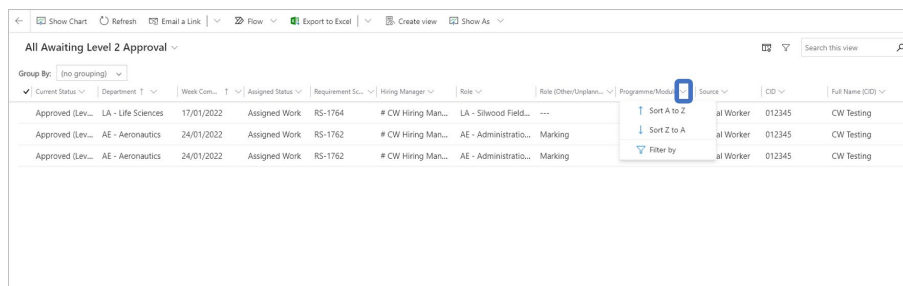 Show Chart Refresh Email a Link Flow Export to Excel Create view Show As
All Awaiting Level 2 Approval Search this view
Group By: (no grouping)
Current Status Department Week Com... Assigned Status Requirement Sc... Hiring Manager Role Role (Other/Unplann... Programme/Modul Source CID Full Name (CID)
Approved (Lev... LA - Life Sciences 17/01/2022 Assigned Work RS-1764 # CW Hiring Man... LA - Silwood Field... --- Sort A to Z al Worker 012345 CW Testing
Approved (Lev... AE - Aeronautics 24/01/2022 Assigned Work RS-1762 # CW Hiring Man... AE - Administratio... Marking Sort Z to A al Worker 012345 CW Testing
Approved (Lev... AE - Aeronautics 24/01/2022 Assigned Work RS-1762 # CW Hiring Man... AE - Administratio... Marking Filter by al Worker 012345 CW Testing